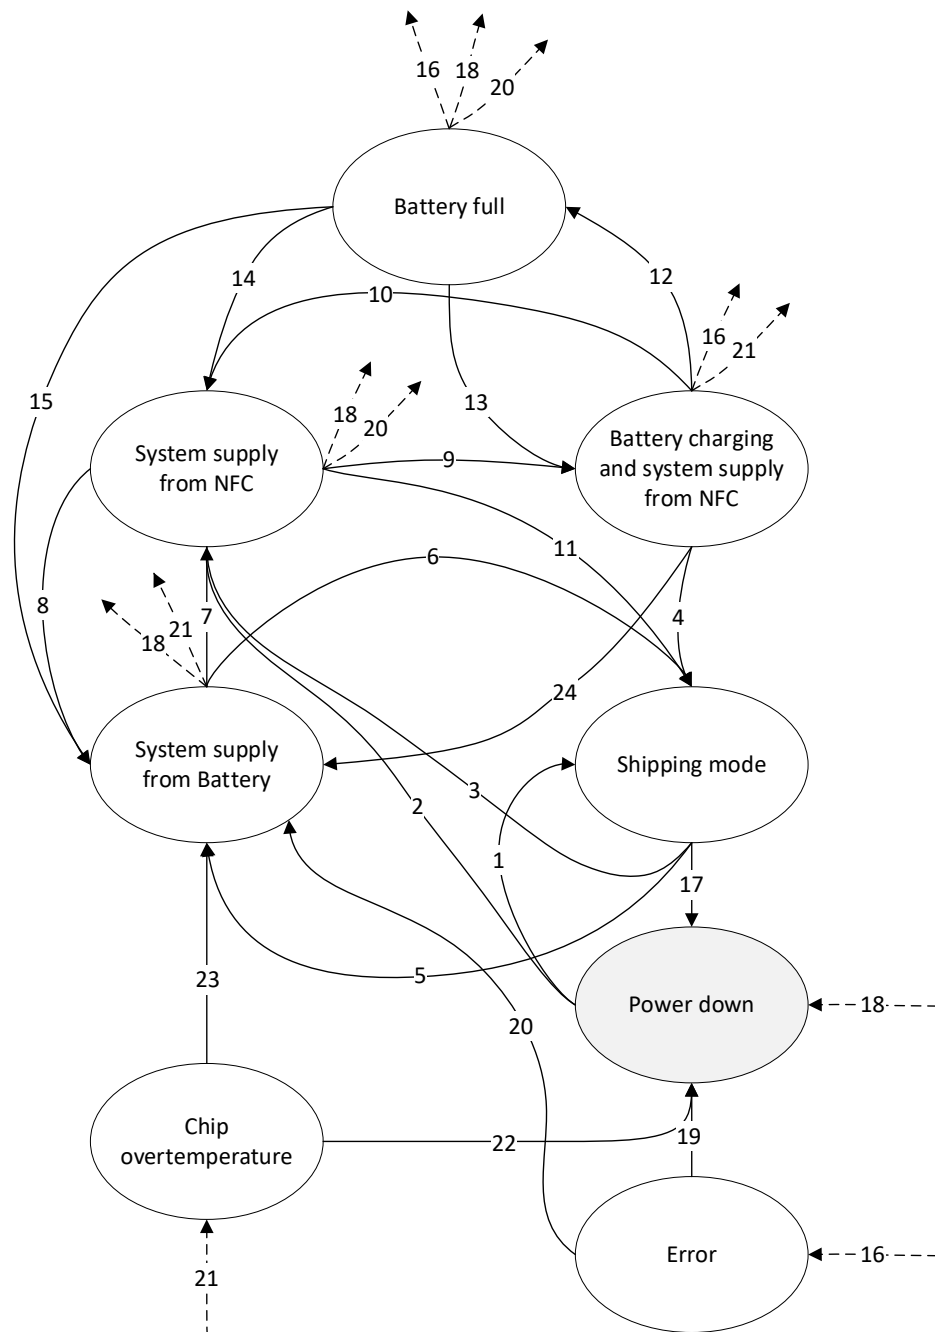 16
18
20
Battery full
14
12
10
16
21
15
18
20
13
System supply
from NFC
9
Battery charging
and system supply
from NFC
11
6
8
18
21
7
4
24
System supply
from Battery
Shipping mode
3
2
1
17
5
23
Power down
18
20
Chip
overtemperature
22
19
Error
16
21